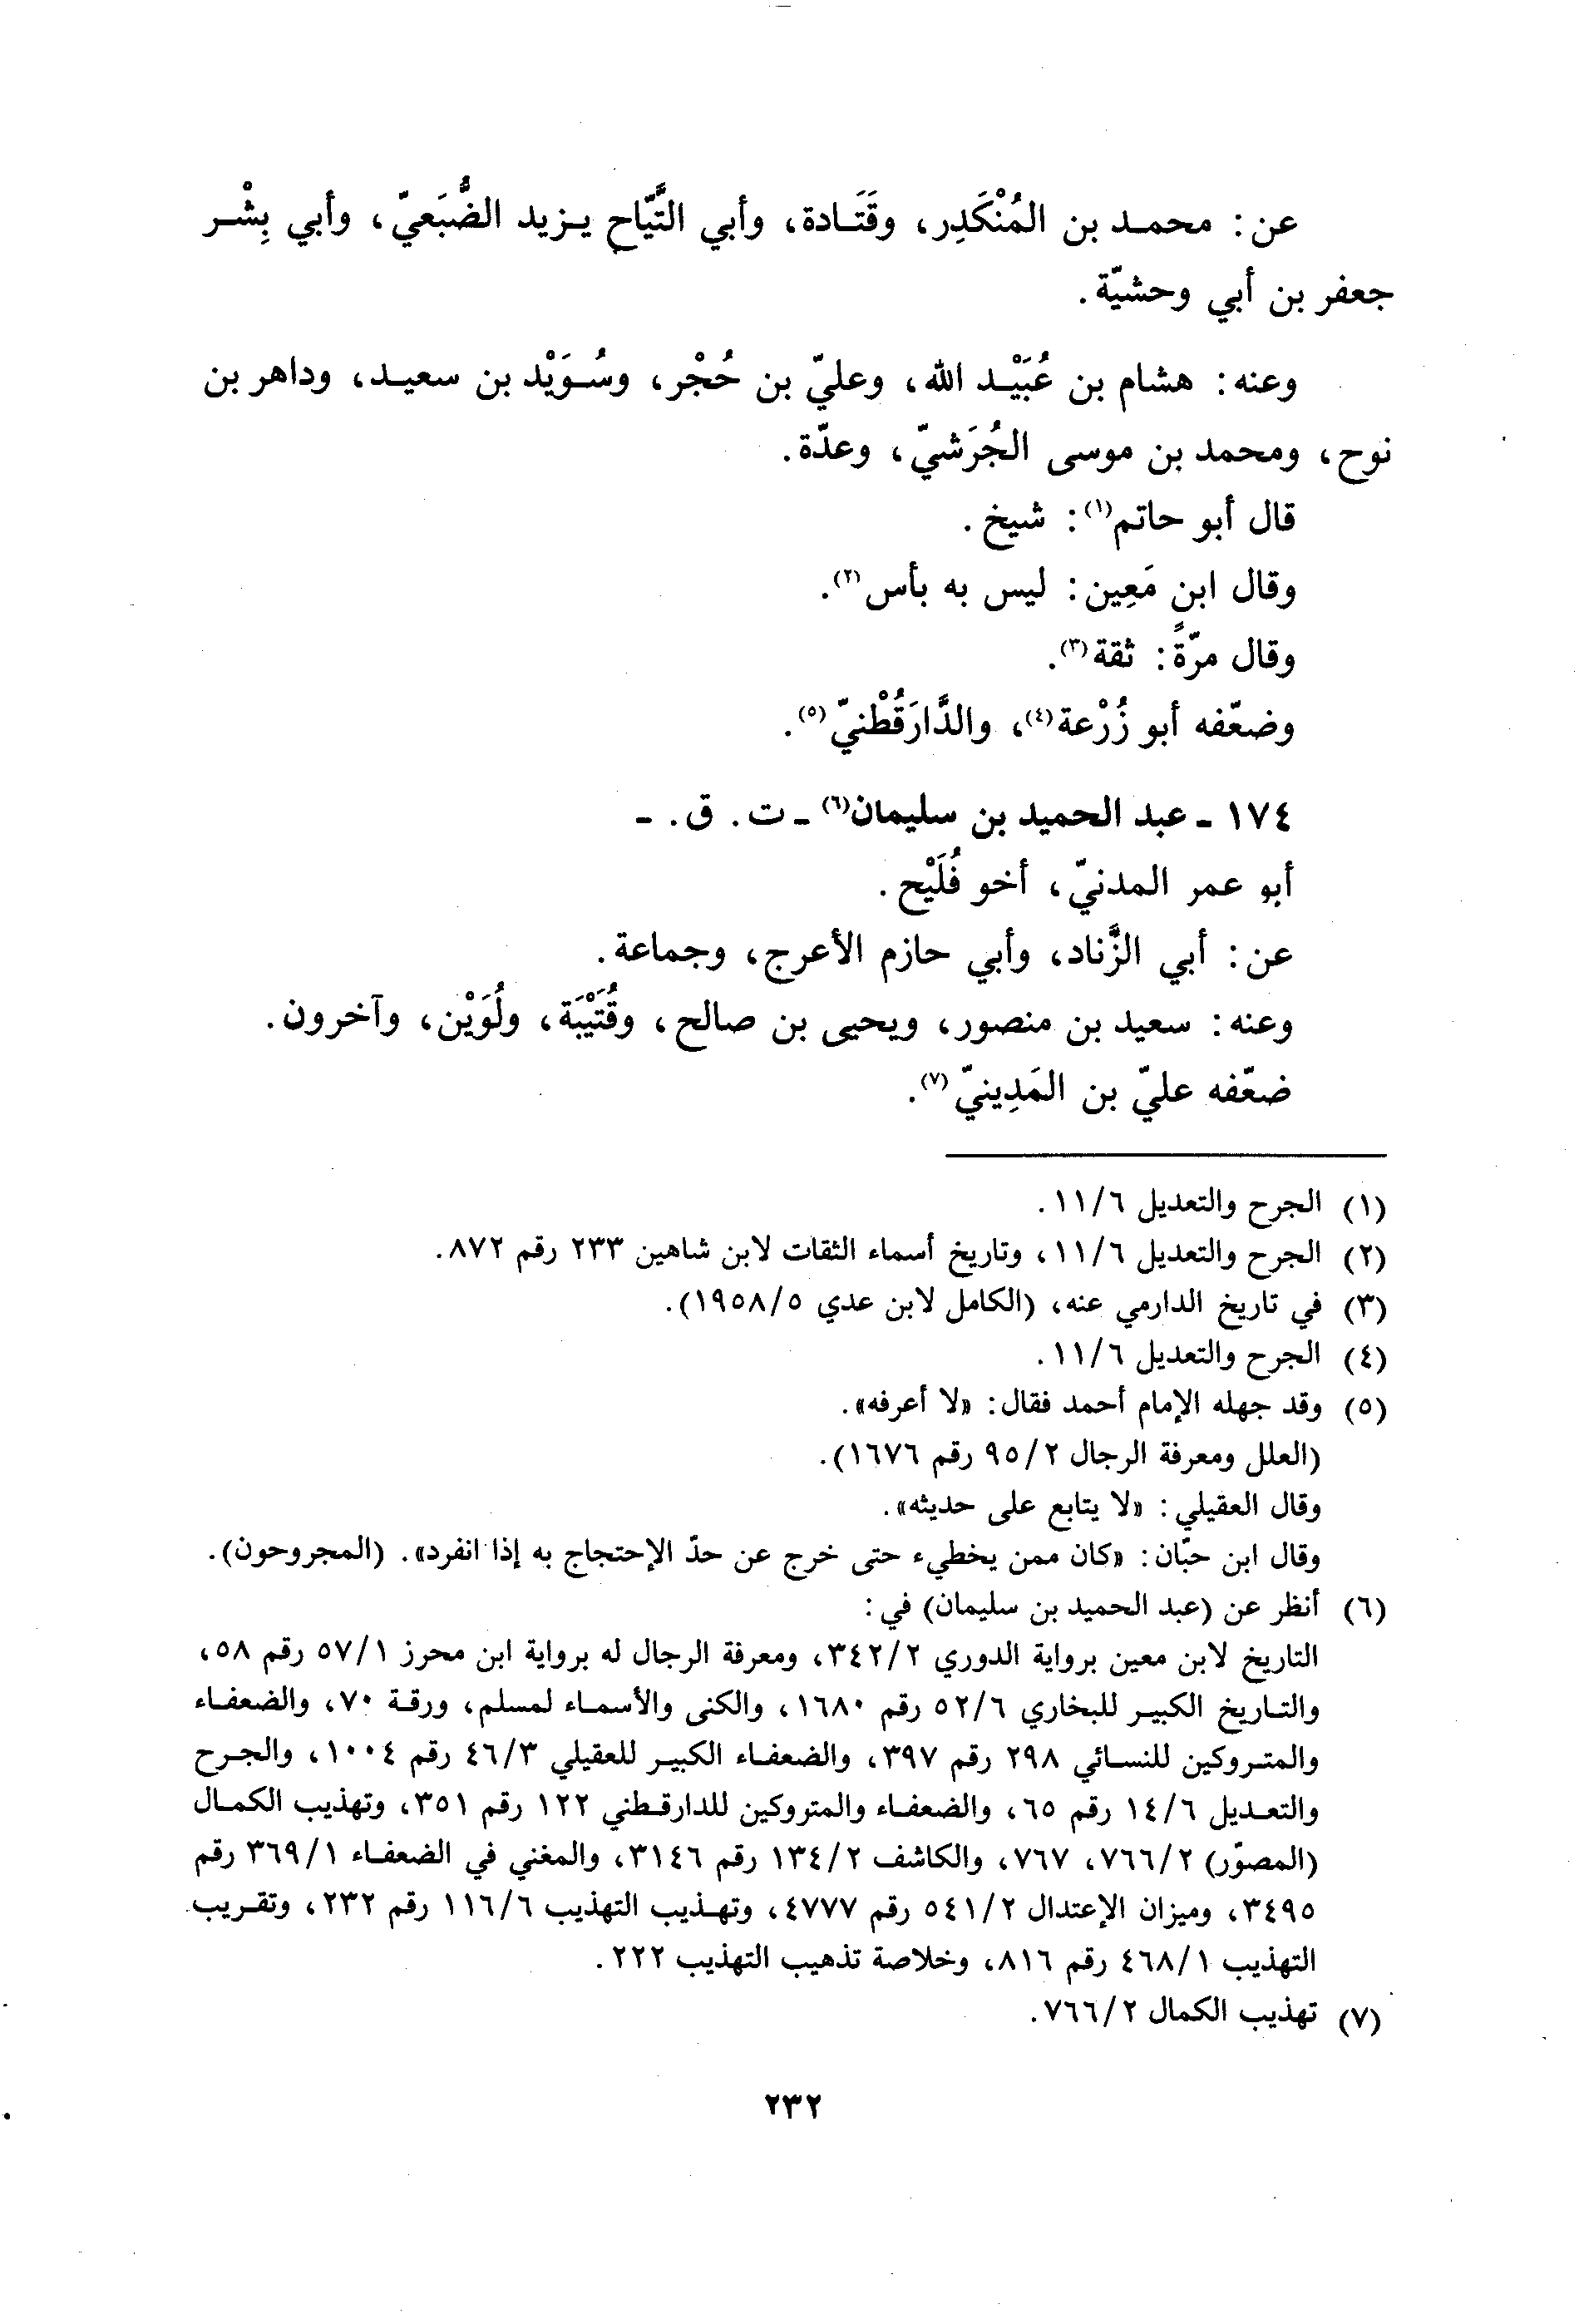 عن: محمد بن المُنْكَدِر، وقَتَادة، وأبي التَّيّاح يزيد الضُّبَعيّ، وأبي بِشْر
جعفر بن أبي وحشيّة.
وعنه: هشام بن عُبَيْد الله، وعليّ بن حُجْر، وسُوَيْد بن سعيد، وداهر بن
نوح، ومحمد بن موسى الجُرَشيّ، وعدّة.
قال أبو حاتم(١): شيخ.
وقال ابن مَعِين: ليس به بأس(٢).
وقال مرّةً: ثقة(٣).
وضعّفه أبو زُرْعة(٤)، والدَّارَقُطْنيّ(٥).
١٧٤ - عبد الحميد بن سليمان(٦) - ت. ق. -
أبو عمر المدنيّ، أخو فُلَيْح.
عن: أبي الزَّناد، وأبي حازم الأعرج، وجماعة.
وعنه: سعيد بن منصور، ويحيى بن صالح، وقُتَيْبَة، ولُوَيْن، وآخرون.
ضعّفه عليّ بن المَدِينيّ(٧).
(١) الجرح والتعديل ١١/٦.
(٢) الجرح والتعديل ١١/٦، وتاريخ أسماء الثقات لابن شاهين ٢٣٣ رقم ٨٧٢.
(٣) في تاريخ الدارمي عنه، (الكامل لابن عدي ١٩٥٨/٥).
(٤) الجرح والتعديل ١١/٦.
(٥) وقد جهله الإمام أحمد فقال: «لا أعرفه».
(العلل ومعرفة الرجال ٩٥/٢ رقم ١٦٧٦).
وقال العقيلي: «لا يتابع على حديثه».
وقال ابن حبّان: «كان ممن يخطيء حتى خرج عن حدّ الإحتجاج به إذا انفرد». (المجروحون).
(٦) أنظر عن (عبد الحميد بن سليمان) في:
التاريخ لابن معين برواية الدوري ٣٤٢/٢، ومعرفة الرجال له برواية ابن محرز ٥٧/١ رقم ٥٨،
والتاريخ الكبير للبخاري ٥٢/٦ رقم ١٦٨٠، والكنى والأسماء لمسلم، ورقة ٧٠، والضعفاء
والمتروكين للنسائي ٢٩٨ رقم ٣٩٧، والضعفاء الكبير للعقيلي ٤٦/٣ رقم ١٠٠٤، والجرح
والتعديل ١٤/٦ رقم ٦٥، والضعفاء والمتروكين للدارقطني ١٢٢ رقم ٣٥١، وتهذيب الكمال
(المصوّر) ٧٦٦/٢، ٧٦٧، والكاشف ١٣٤/٢ رقم ٣١٤٦، والمغني في الضعفاء ٣٦٩/١ رقم
٣٤٩٥، وميزان الإعتدال ٥٤١/٢ رقم ٤٧٧٧، وتهذيب التهذيب ١١٦/٦ رقم ٢٣٢، وتقريب
التهذيب ٤٦٨/١ رقم ٨١٦، وخلاصة تذهيب التهذيب ٢٢٢.
(٧) تهذيب الكمال ٧٦٦/٢.
٢٣٢